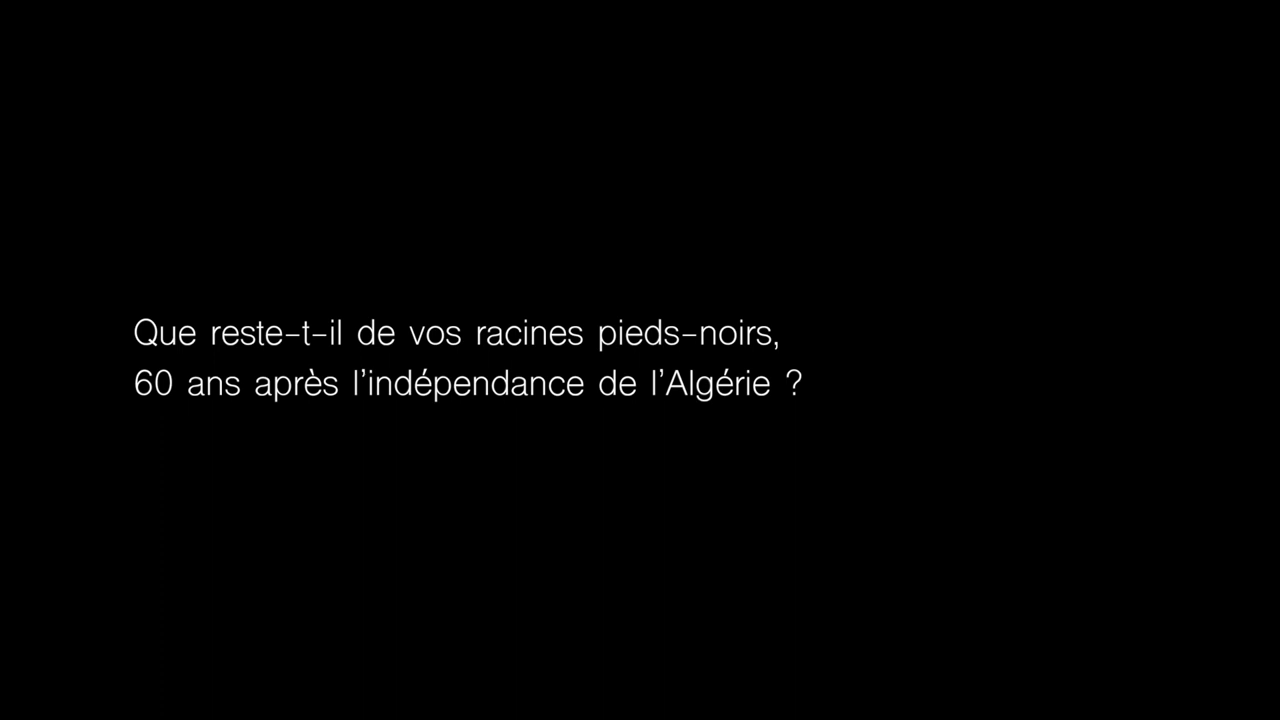 Que reste-t-il de vos racines pieds-noirs,
60 ans après l'indépendance de l'Algérie ?